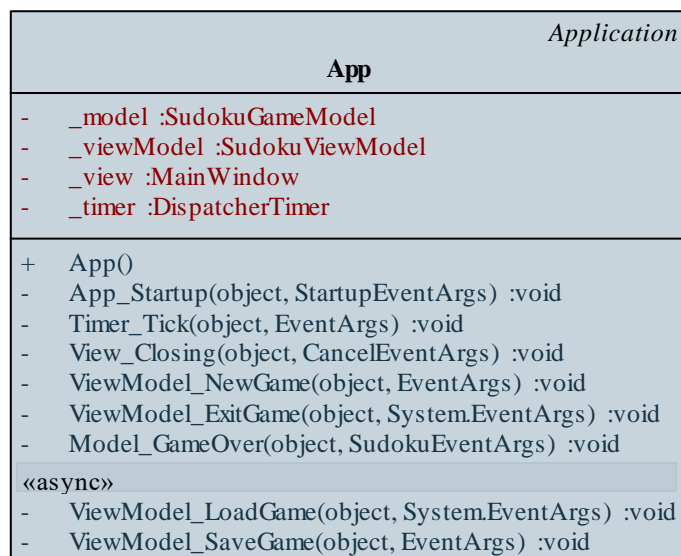 Application
App
- _model :SudokuGameModel
- _viewModel :SudokuViewModel
- _view :MainWindow
- _timer :DispatcherTimer
+ App()
- App_Startup(object, StartupEventArgs) :void
- Timer_Tick(object, EventArgs) :void
- View_Closing(object, CancelEventArgs) :void
- ViewModel_NewGame(object, EventArgs) :void
- ViewModel_ExitGame(object, System.EventArgs) :void
- Model_GameOver(object, SudokuEventArgs) :void
«async»
- ViewModel_LoadGame(object, System.EventArgs) :void
- ViewModel_SaveGame(object, EventArgs) :void